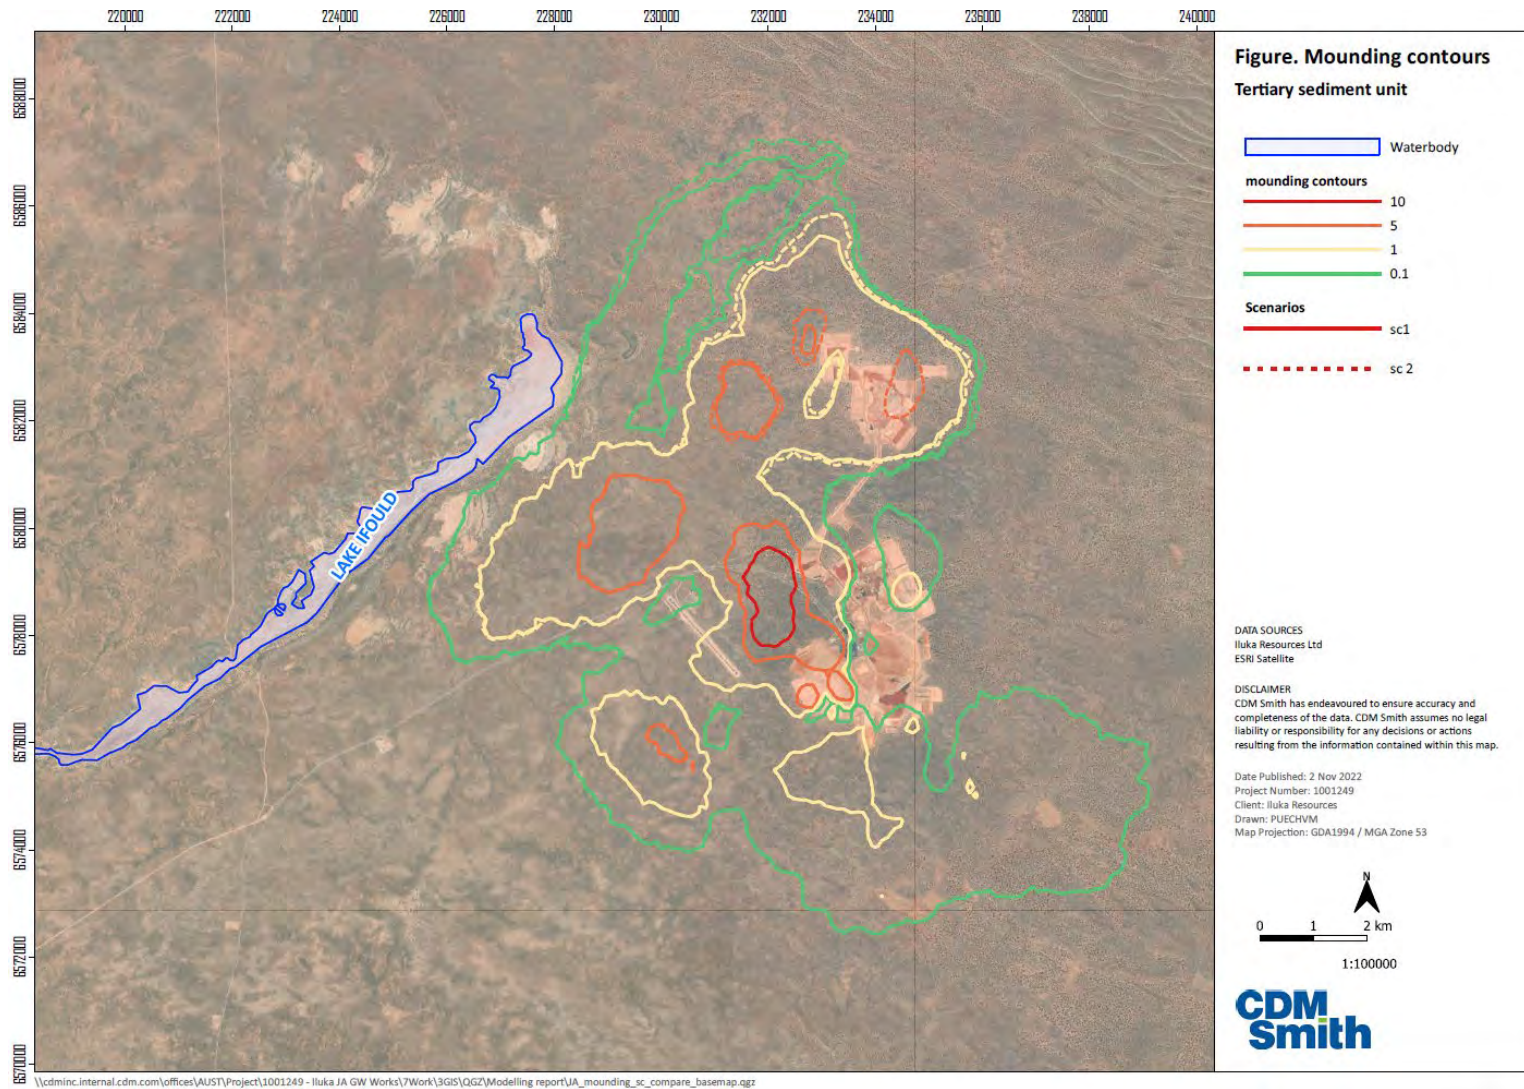 220000 222000 224000 226000 228000 230000 232000 234000 236000 238000 240000
6588000
6586000
6584000
6582000
6580000
6578000
6576000
6574000
6572000
6570000
LAKE IFOULD
Figure. Mounding contours
Tertiary sediment unit
Waterbody
mounding contours
10
5
1
0.1
Scenarios
sc1
sc 2
DATA SOURCES
Iluka Resources Ltd
ESRI Satellite
DISCLAIMER
CDM Smith has endeavoured to ensure accuracy and
completeness of the data. CDM Smith assumes no legal
liability or responsibility for any decisions or actions
resulting from the information contained within this map.
Date Published: 2 Nov 2022
Project Number: 1001249
Client: Iluka Resources
Drawn: PUECHVM
Map Projection: GDA1994 / MGA Zone 53
N
0 1 2 km
1:100000
CDM
Smith
\\cdminc.internal.cdm.com\offices\AUST\Project\1001249 - Iluka JA GW Works\7Work\3GIS\QGZ\Modelling report\JA_mounding_sc_compare_basemap.qgz